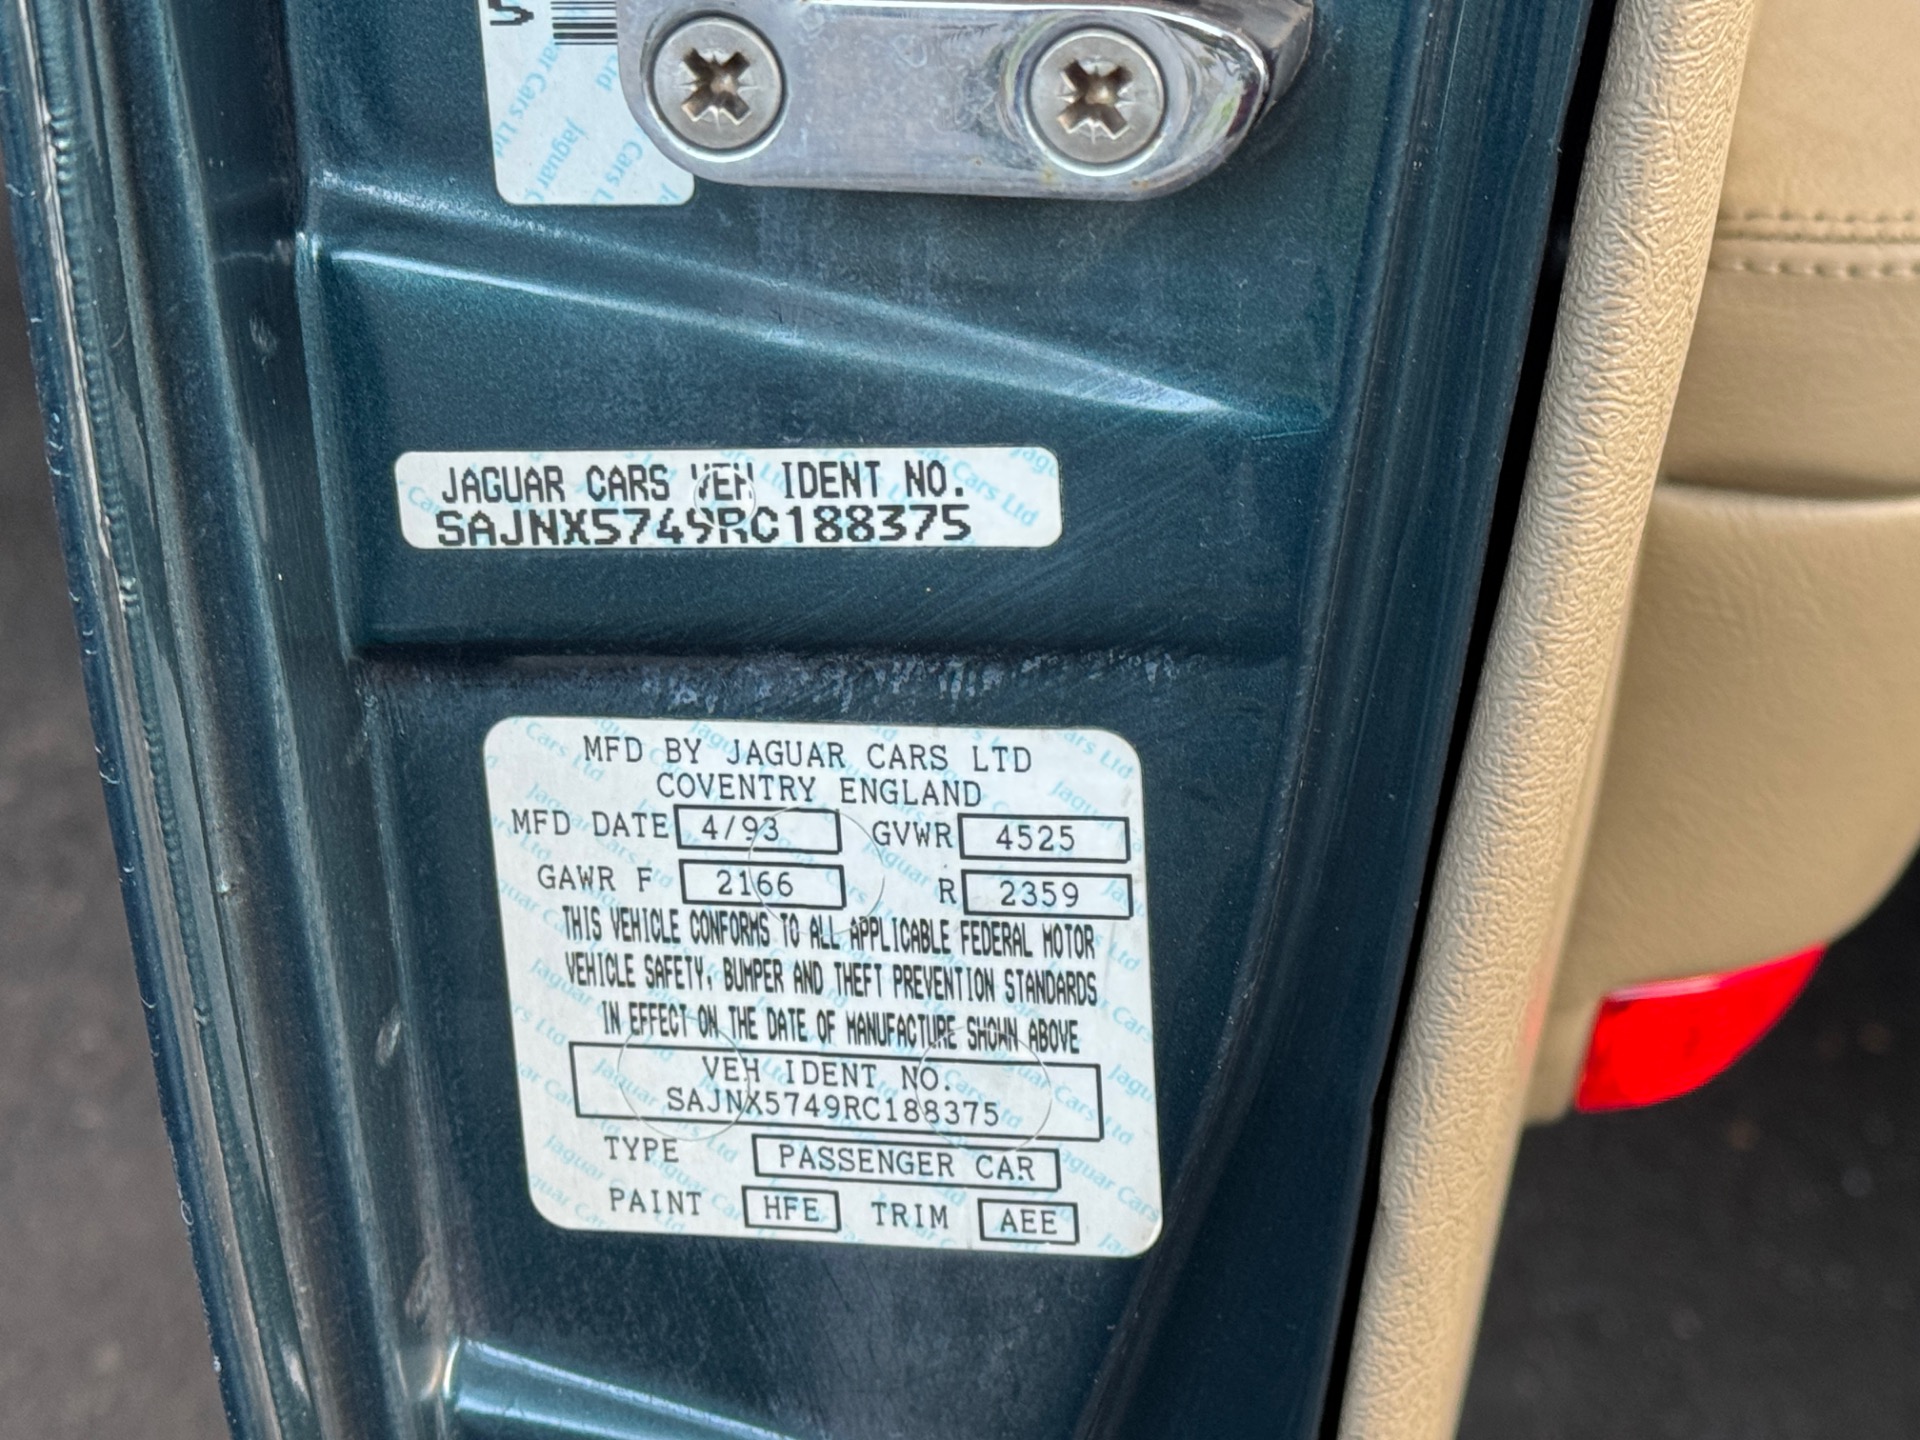 JAGUAR CARS VEH IDENT NO.
SAJNX5749RC188375
MFD BY JAGUAR CARS LTD
COVENTRY ENGLAND
MFD DATE 4/93 GVWR 4525
GAWR F 2166 R 2359
THIS VEHICLE CONFORMS TO ALL APPLICABLE FEDERAL MOTOR
VEHICLE SAFETY, BUMPER AND THEFT PREVENTION STANDARDS
IN EFFECT ON THE DATE OF MANUFACTURE SHOWN ABOVE
VEH IDENT NO.
SAJNX5749RC188375
TYPE PASSENGER CAR
PAINT HFE TRIM AEE